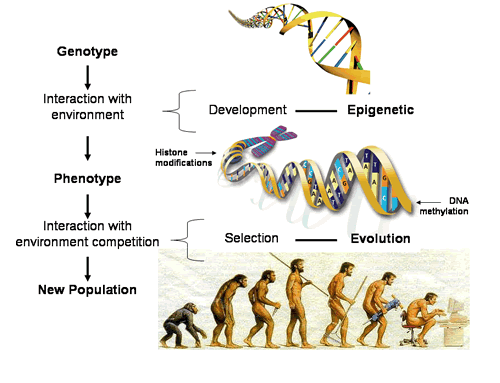 Genotype
Interaction with
environment
Development
Epigenetic
Histone
modifications
Phenotype
DNA
methylation
Interaction with
environment competition
Selection
Evolution
New Population